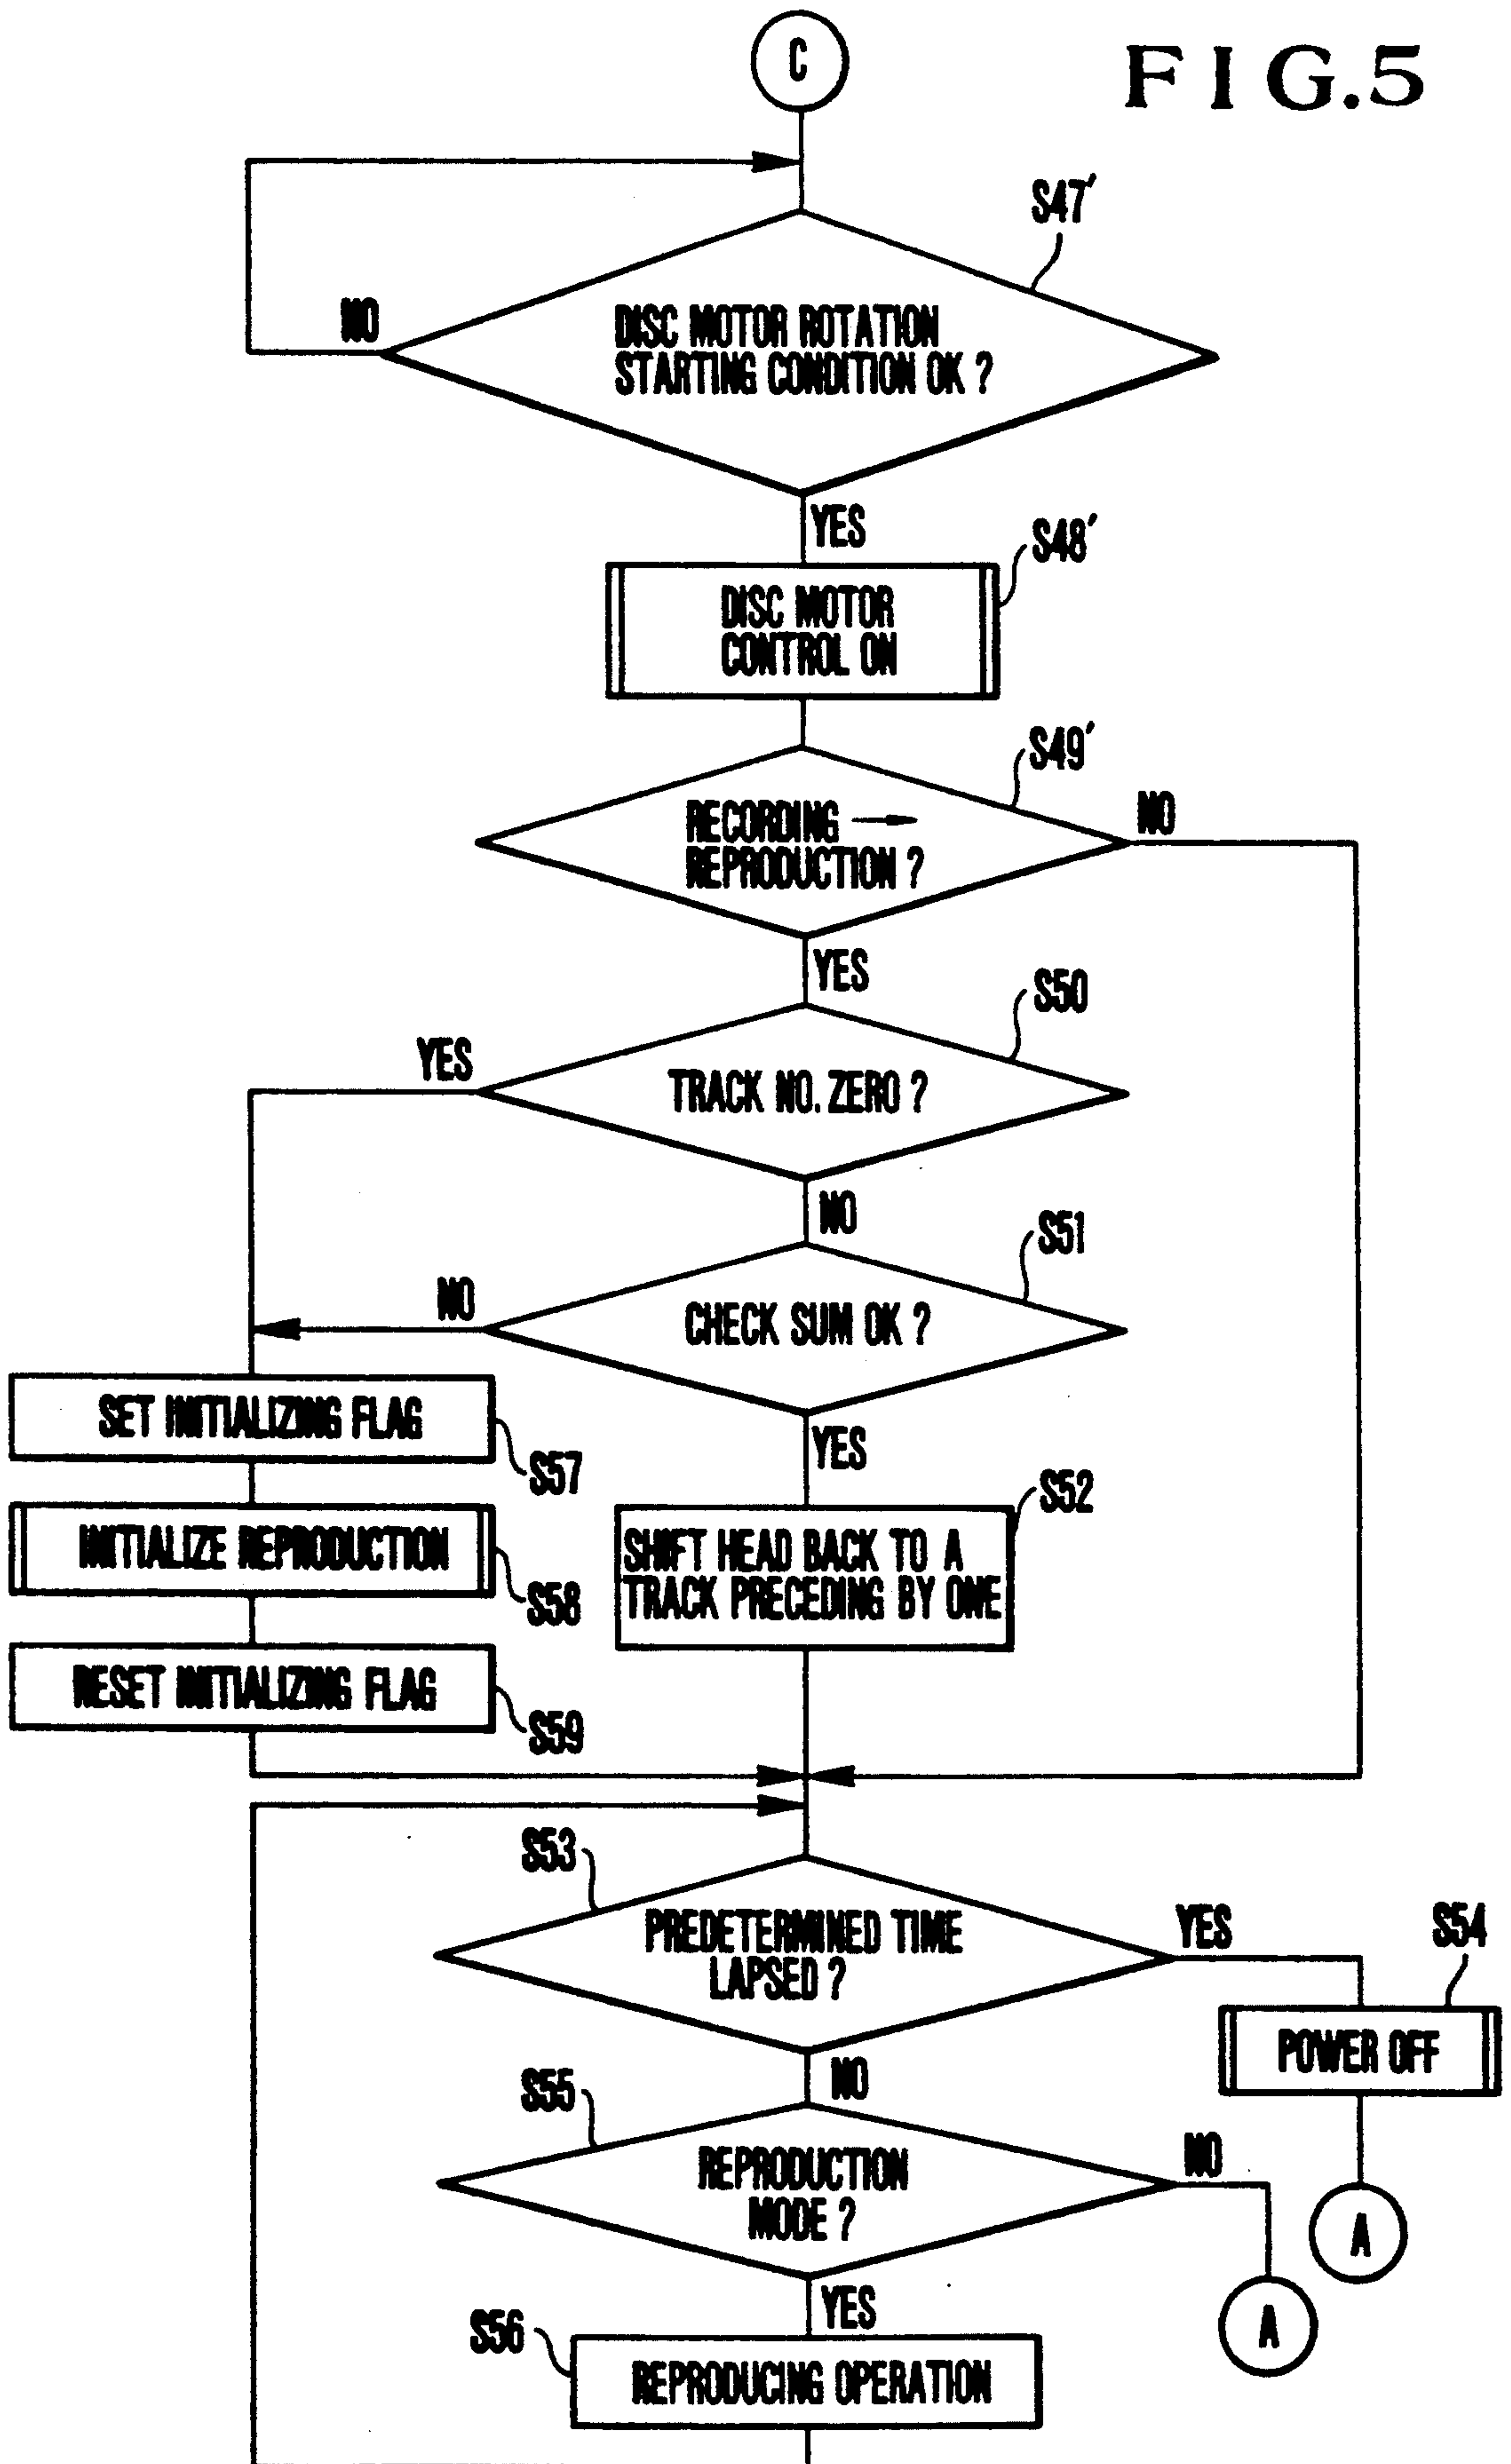 C
FIG.5
S47'
NO
DISC MOTOR ROTATION
STARTING CONDITION OK ?
YES
S48'
DISC MOTOR
CONTROL ON
S49'
RECORDING →
REPRODUCTION ?
NO
YES
S50
YES
TRACK NO. ZERO ?
NO
S51
NO
CHECK SUM OK ?
SET INITIALIZING FLAG
YES
S57
S52
INITIALIZE REPRODUCTION
SHIFT HEAD BACK TO A
TRACK PRECEDING BY ONE
S58
RESET INITIALIZING FLAG
S59
S53
PREDETERMINED TIME
LAPSED ?
YES
S54
POWER OFF
NO
S55
REPRODUCTION
MODE ?
NO
A
A
YES
S56
REPRODUCING OPERATION